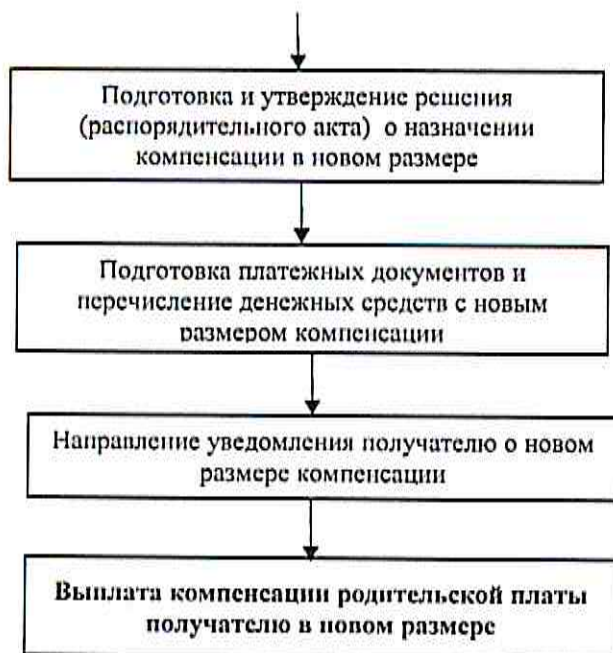 Подготовка и утверждение решения
(распорядительного акта) о назначении
компенсации в новом размере
Подготовка платежных документов и
перечисление денежных средств с новым
размером компенсации
Направление уведомления получателю о новом
размере компенсации
Выплата компенсации родительской платы
получателю в новом размере